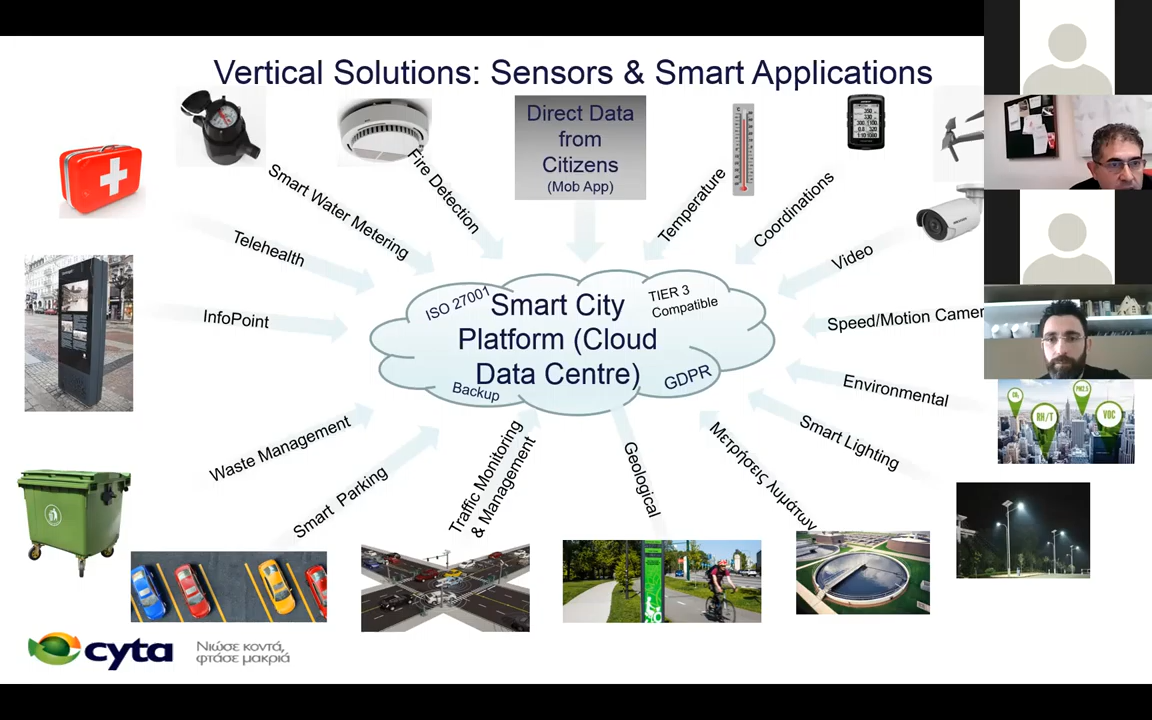 Vertical Solutions: Sensors & Smart Applications
Direct Data
from
Citizens
(Mob App)
Smart Water Metering
Fire Detection
Temperature
Coordinations
Telehealth
Video
InfoPoint
Speed/Motion Camer
ISO 27001
TIER 3
Compatible
Smart City
Platform (Cloud
Data Centre)
Backup
GDPR
Environmental
Waste Management
Smart Parking
Traffic Monitoring
& Management
Geological
Μετρήσεις λυμάτων
Smart Lighting
RH/T
VOC
cyta
Νιώσε κοντά,
φτάσε μακριά